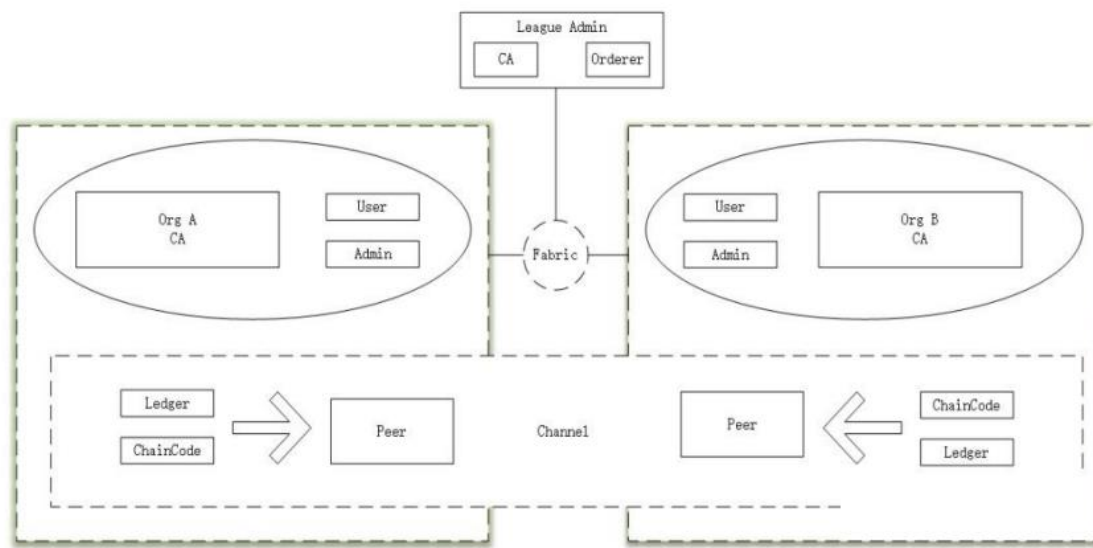 League Admin
CA
Orderer
Org A
CA
User
Admin
Fabric
User
Admin
Org B
CA
Ledger
ChainCode
Peer
Channel
Peer
ChainCode
Ledger